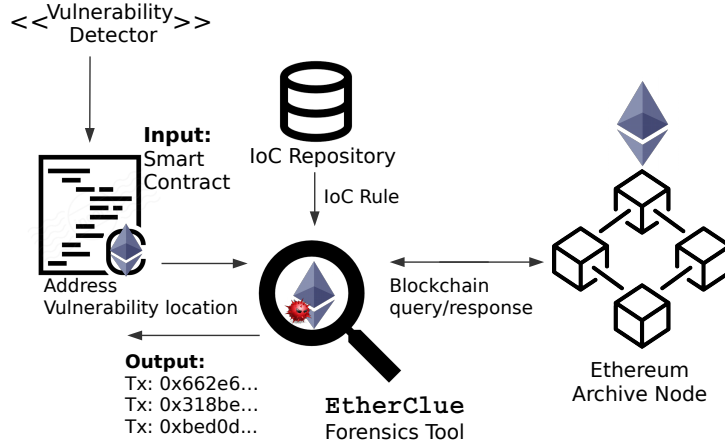 <<Vulnerability>>
Detector
Input:
Smart
Contract
IoC Repository
IoC Rule
Address
Vulnerability location
Blockchain
query/response
Output:
Tx: 0x662e6...
Tx: 0x318be...
Tx: 0xbed0d...
EtherClue
Forensics Tool
Ethereum
Archive Node